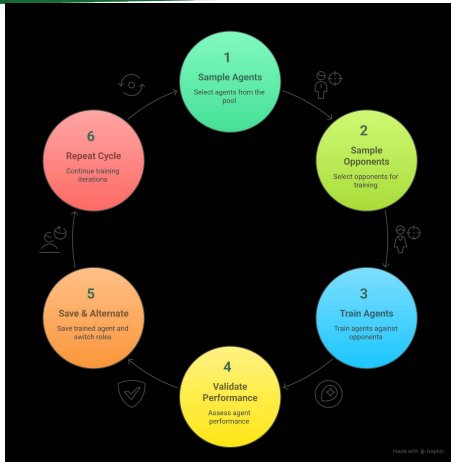 1
Sample Agents
Select agents from the
pool
2
Sample
Opponents
Select opponents for
training
3
Train Agents
Train agents against
opponents
4
Validate
Performance
Assess agent
performance
5
Save & Alternate
Save trained agent and
switch roles
6
Repeat Cycle
Continue training
iterations
Made with Napkin